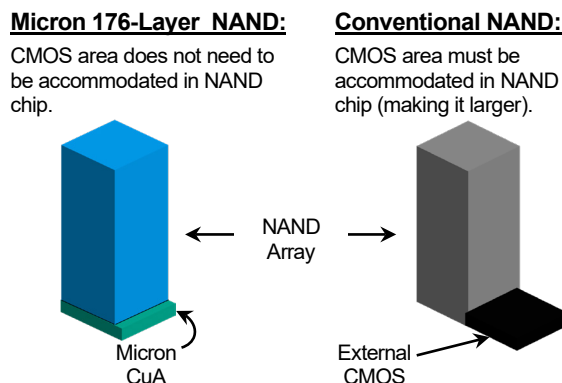 Micron 176-Layer NAND:
CMOS area does not need to
be accommodated in NAND
chip.
Conventional NAND:
CMOS area must be
accommodated in NAND
chip (making it larger).
NAND
Array
Micron
CuA
External
CMOS